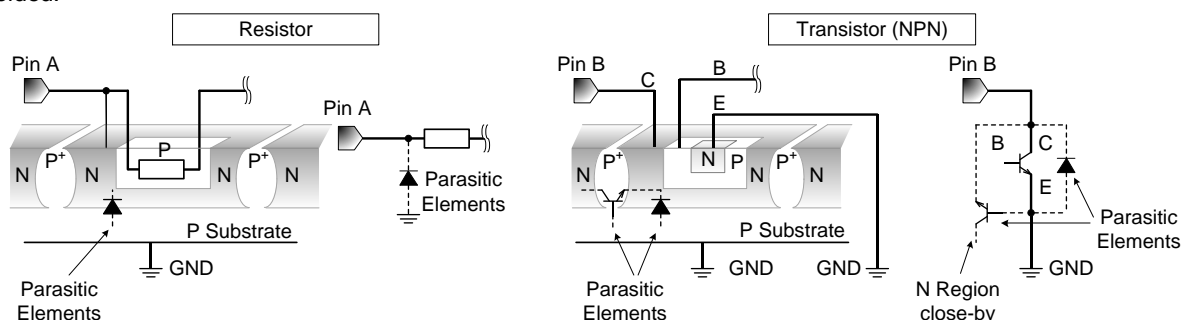 Resistor
Transistor (NPN)
Pin A
Pin A
P
N
P+
N
N
P+
N
Parasitic
Elements
P Substrate
GND
Parasitic
Elements
Pin B
C
B
E
N
P+
N
N
P
N
P+
N
P Substrate
GND
GND
Parasitic
Elements
Pin B
B
C
E
Parasitic
Elements
GND
N Region
close-by